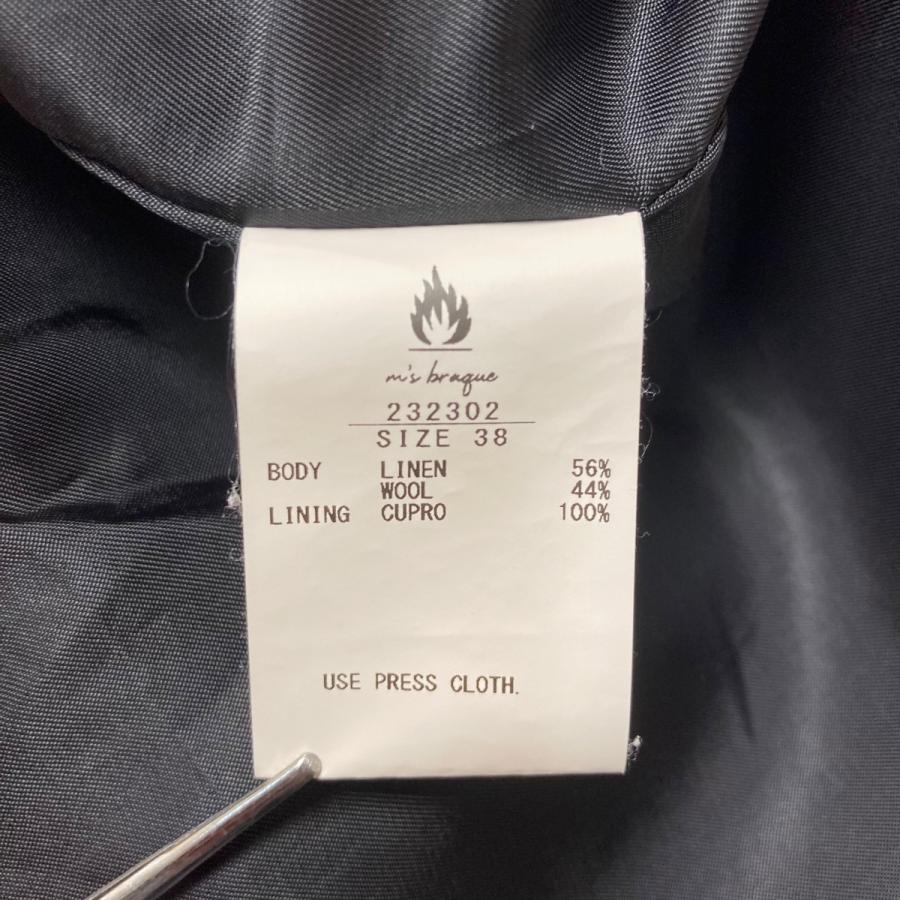 m's braque
232302
SIZE 38
BODY LINEN 56%
WOOL 44%
LINING CUPRO 100%
USE PRESS CLOTH.